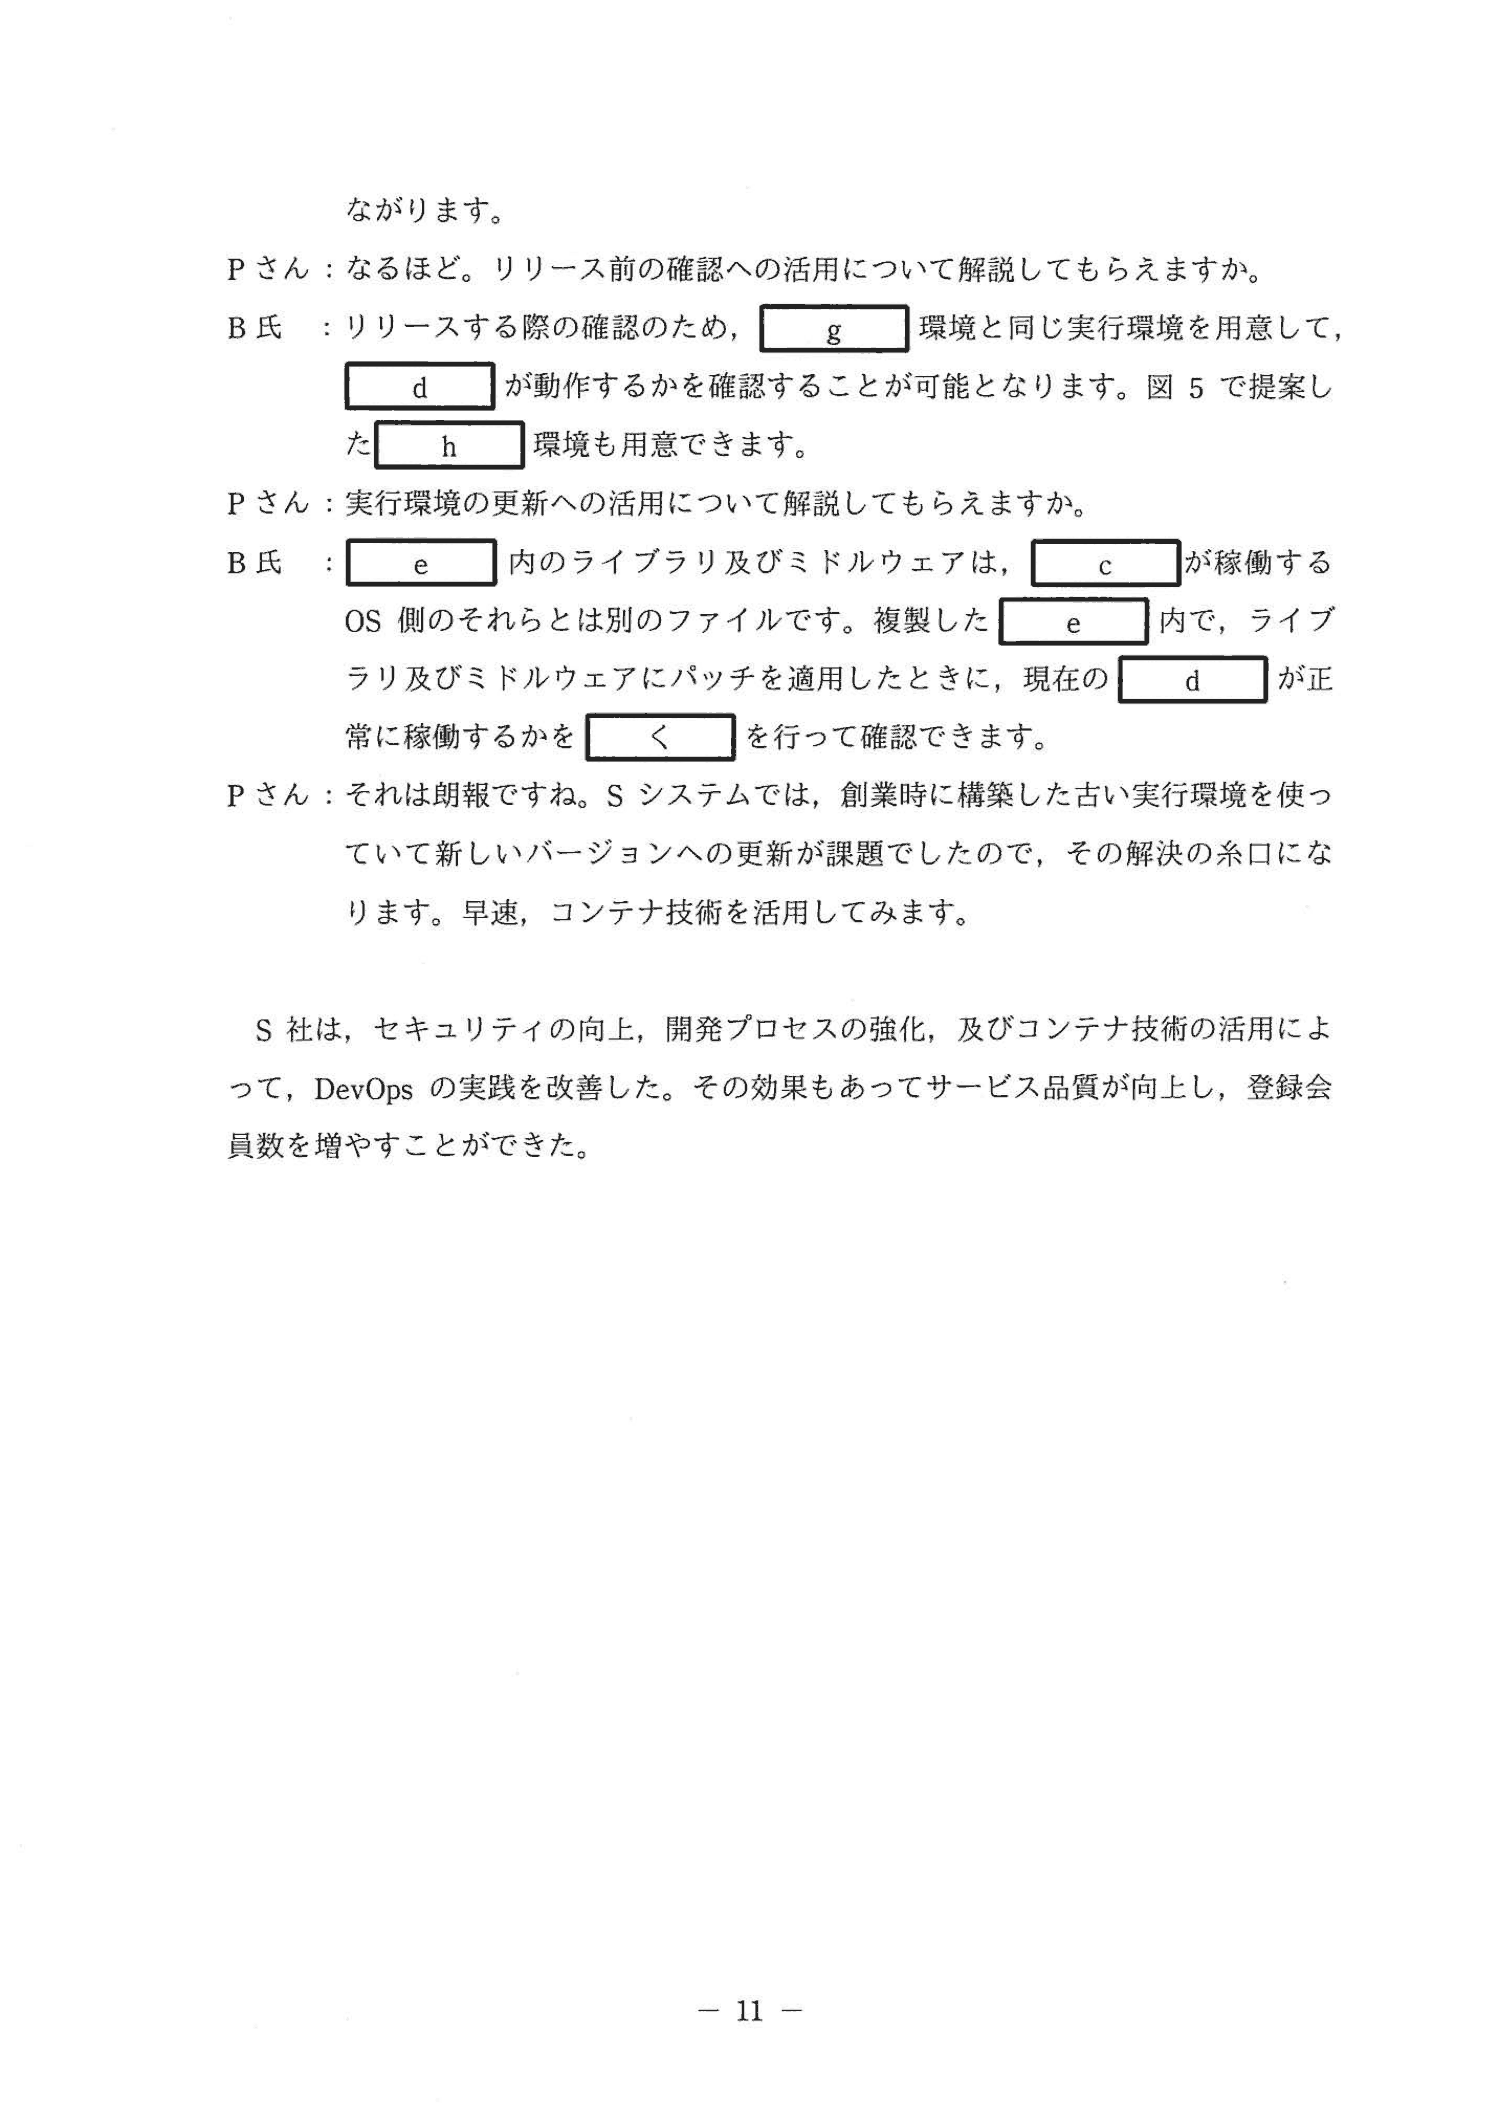 ながります。
P さん：なるほど。リリース前の確認への活用について解説してもらえますか。
B 氏　：リリースする際の確認のため， g 環境と同じ実行環境を用意して，
d が動作するかを確認することが可能となります。図 5 で提案し
た h 環境も用意できます。
P さん：実行環境の更新への活用について解説してもらえますか。
B 氏　： e 内のライブラリ及びミドルウェアは， c が稼働する
OS 側のそれらとは別のファイルです。複製した e 内で，ライブ
ラリ及びミドルウェアにパッチを適用したときに，現在の d が正
常に稼働するかを く を行って確認できます。
P さん：それは朗報ですね。S システムでは，創業時に構築した古い実行環境を使っ
ていて新しいバージョンへの更新が課題でしたので，その解決の糸口にな
ります。早速，コンテナ技術を活用してみます。
S 社は，セキュリティの向上，開発プロセスの強化，及びコンテナ技術の活用によ
って，DevOps の実践を改善した。その効果もあってサービス品質が向上し，登録会
員数を増やすことができた。
－ 11 －